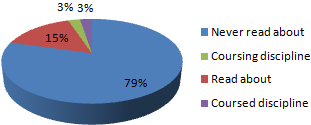 3% 3%
15%
79%
Never read about
Coursing discipline
Read about
Coursed discipline